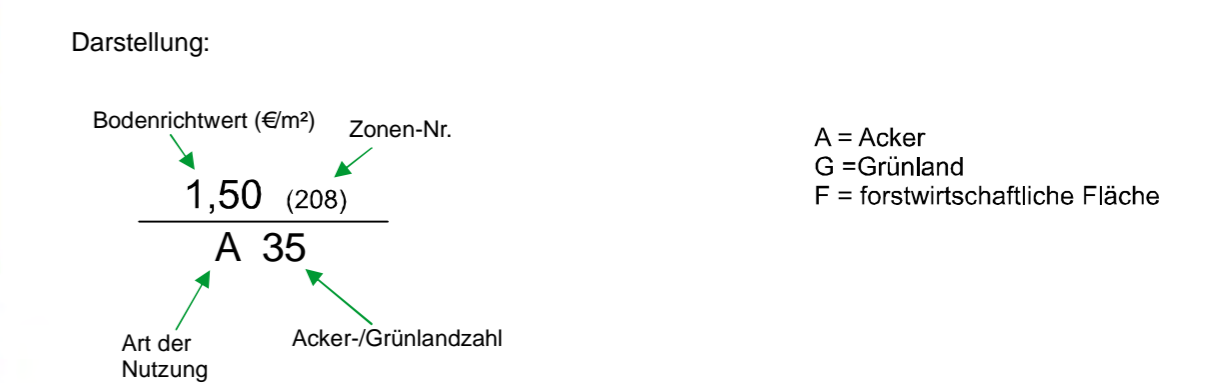 Darstellung:
Bodenrichtwert (€/m²)
Zonen-Nr.
1,50 (208)
A 35
Art der
Nutzung
Acker-/Grünlandzahl
A = Acker
G =Grünland
F = forstwirtschaftliche Fläche